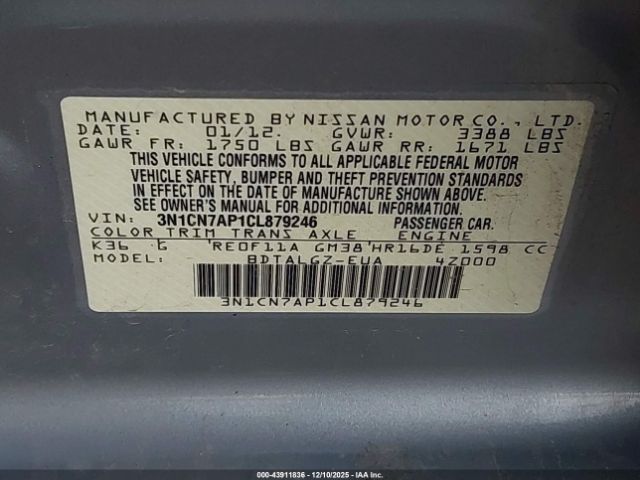 MANUFACTURED BY NISSAN MOTOR CO., LTD.
DATE: 01/12. GVWR: 3388 LBS
GAWR FR: 1750 LBS GAWR RR: 1671 LBS
THIS VEHICLE CONFORMS TO ALL APPLICABLE FEDERAL MOTOR
VEHICLE SAFETY, BUMPER AND THEFT PREVENTION STANDARDS
IN EFFECT ON THE DATE OF MANUFACTURE SHOWN ABOVE.
SEE OWNER'S MANUAL FOR ADDITIONAL INFORMATION.
VIN: 3N1CN7AP1CL879246 PASSENGER CAR.
COLOR TRIM TRANS AXLE ENGINE
K36 G RE0F11A GM38 HR16DE 1598 CC
MODEL: BDTALGZ-EUA 4Z000
3N1CN7AP1CL879246
000-43911836 - 12/10/2025 - IAA Inc.